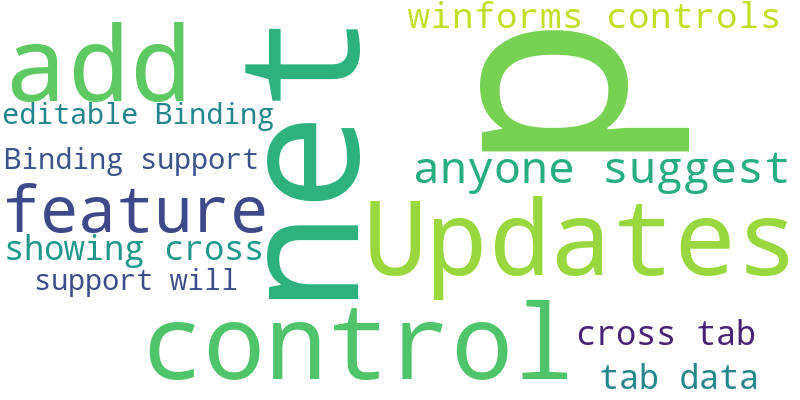 winforms controls
add
net
p
editable Binding
Binding support
anyone suggest
feature
Updates
showing cross
support will
control
cross tab
tab data